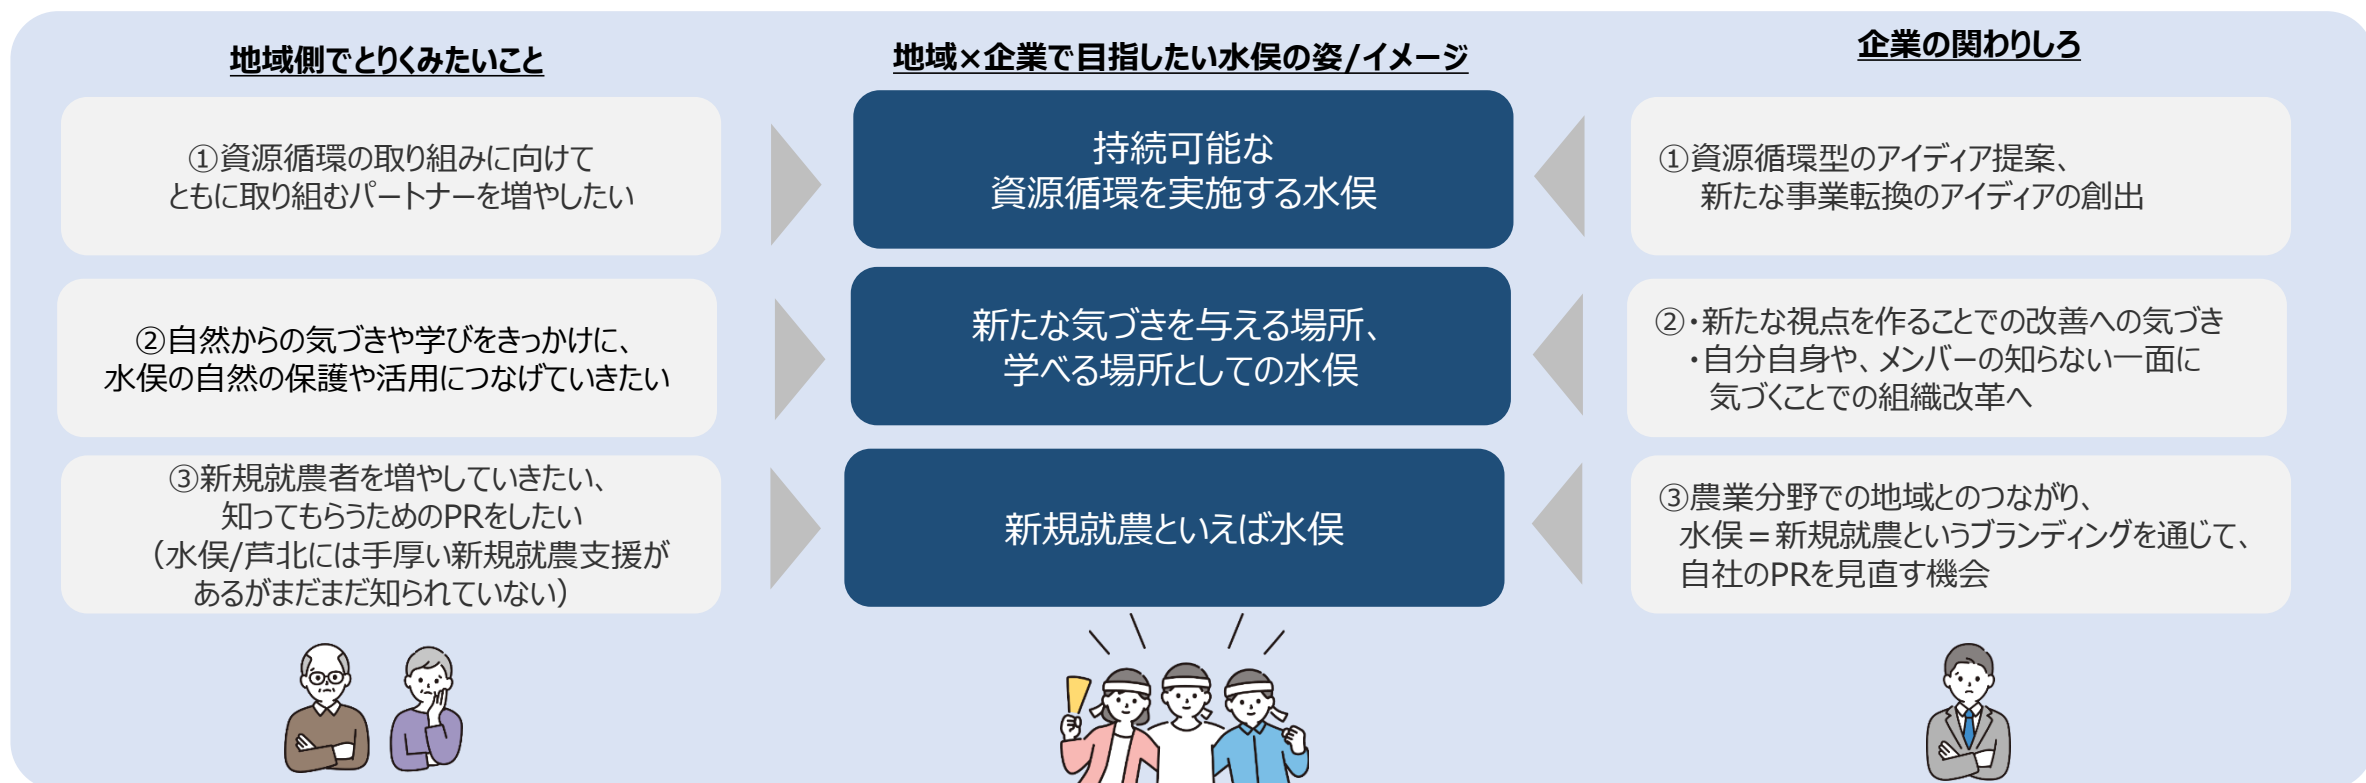 地域側でとりくみたいこと
①資源循環の取り組みに向けて
ともに取り組むパートナーを増やしたい
②自然からの気づきや学びをきっかけに、
水俣の自然の保護や活用につなげていきたい
③新規就農者を増やしていきたい、
知ってもらうためのPRをしたい
（水俣/芦北には手厚い新規就農支援が
あるがまだまだ知られていない）
地域×企業で目指したい水俣の姿/イメージ
持続可能な
資源循環を実施する水俣
新たな気づきを与える場所、
学べる場所としての水俣
新規就農といえば水俣
企業の関わりしろ
①資源循環型のアイディア提案、
新たな事業転換のアイディアの創出
②・新たな視点を作ることでの改善への気づき
・自分自身や、メンバーの知らない一面に
気づくことでの組織改革へ
③農業分野での地域とのつながり、
水俣＝新規就農というブランディングを通じて、
自社のPRを見直す機会